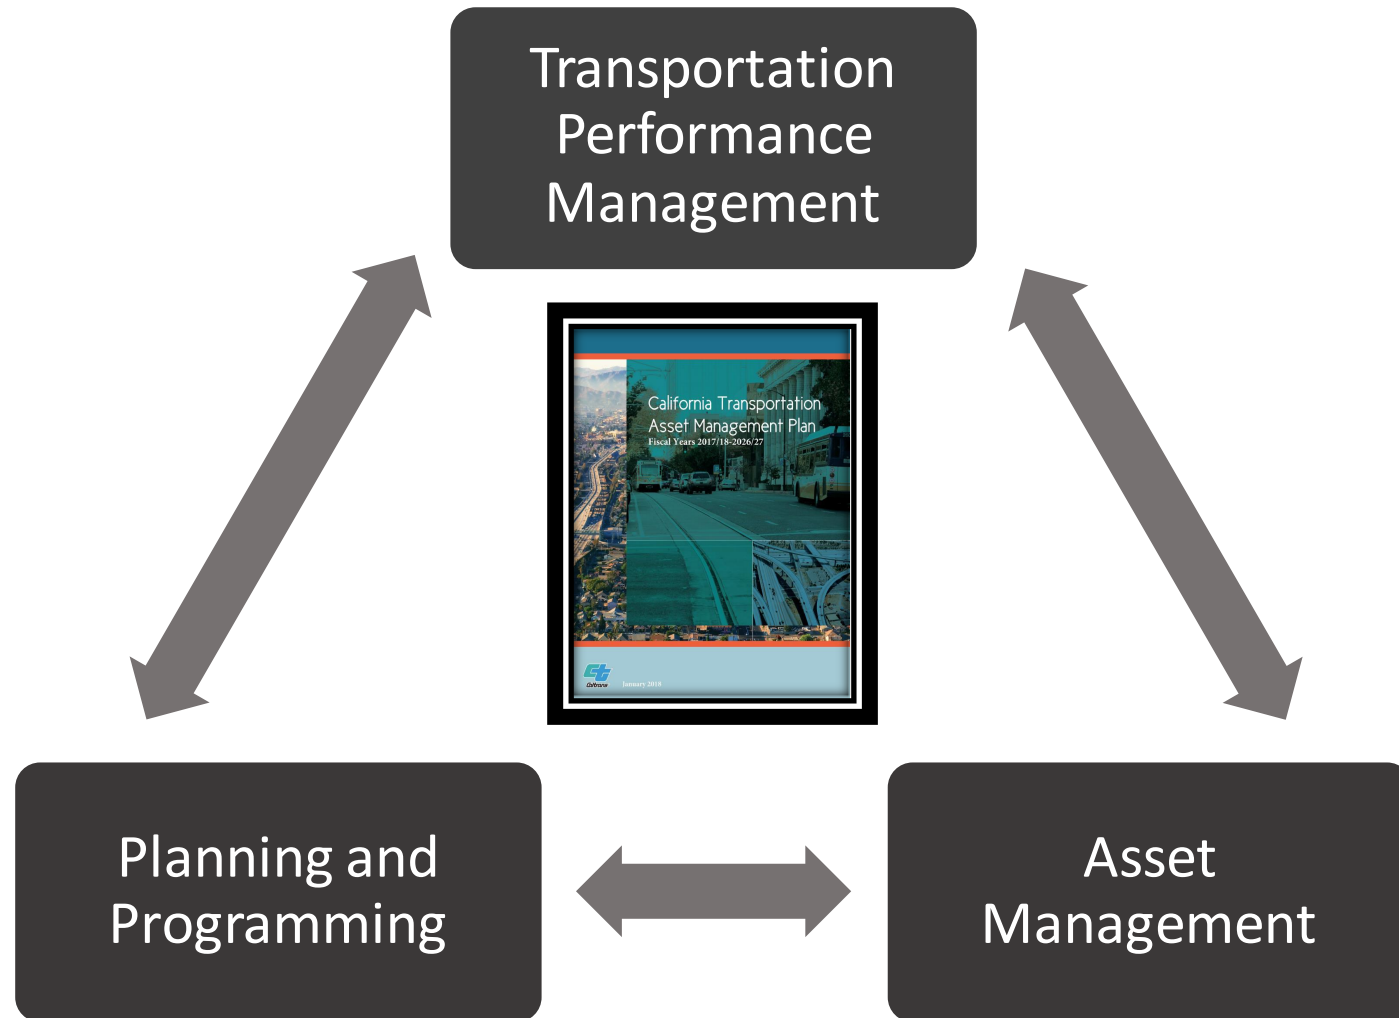 Transportation
Performance
Management
California Transportation
Asset Management Plan
Fiscal Years 2017/18-2026/27
Caltrans
January 2018
Planning and
Programming
Asset
Management